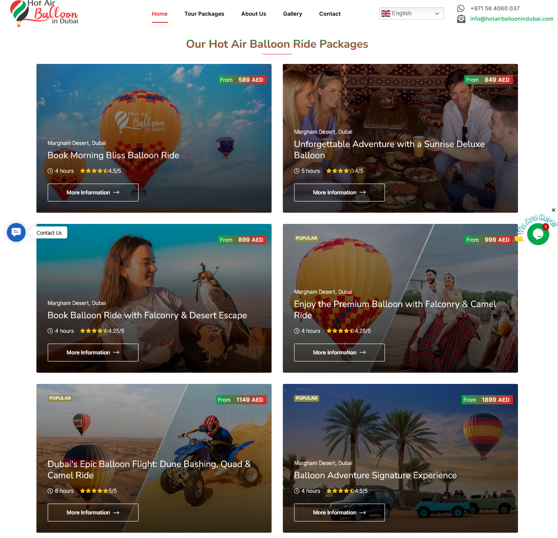 Hot Air
Balloon
in Dubai
Home
Tour Packages
About Us
Gallery
Contact
English
+971 56 4060 037
info@hotairballoonindubai.com
Our Hot Air Balloon Ride Packages
From 589 AED
Margham Desert, Dubai
Book Morning Bliss Balloon Ride
4 hours 4.5/5
More Information
From 849 AED
Margham Desert, Dubai
Unforgettable Adventure with a Sunrise Deluxe
Balloon
5 hours 4/5
More Information
Contact Us
We Are Here!
From 899 AED
Margham Desert, Dubai
Book Balloon Ride with Falconry & Desert Escape
4 hours 4.25/5
More Information
POPULAR
From 999 AED
Margham Desert, Dubai
Enjoy the Premium Balloon with Falconry & Camel
Ride
4 hours 4.25/5
More Information
POPULAR
From 1149 AED
Dubai's Epic Balloon Flight: Dune Bashing, Quad &
Camel Ride
6 hours 5/5
More Information
POPULAR
From 1899 AED
Margham Desert, Dubai
Balloon Adventure Signature Experience
4 hours 4.5/5
More Information